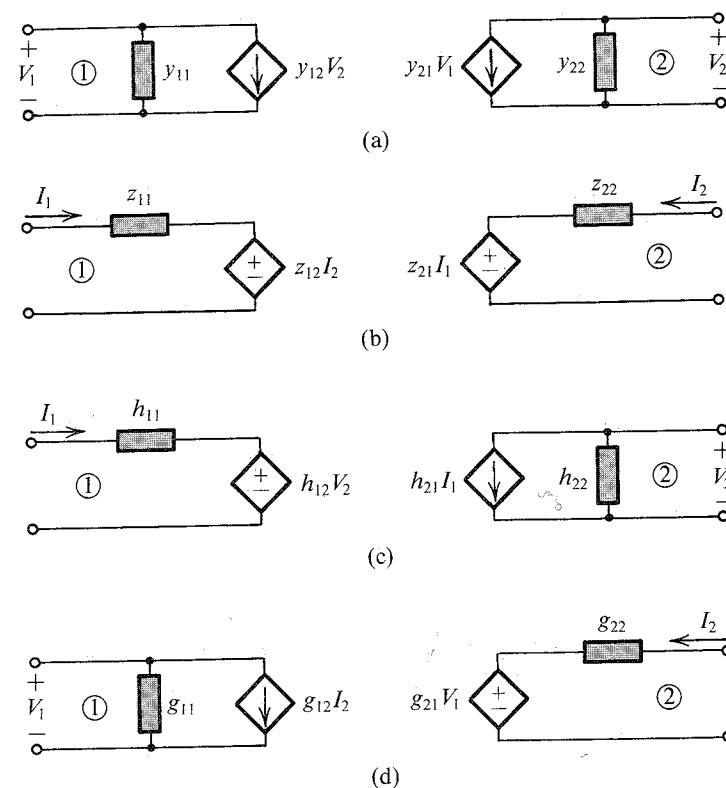 + V₁ − ① y₁₁ y₁₂V₂ y₂₁V₁ y₂₂ ② + V₂ −
(a)
I₁ z₁₁ z₂₂ I₂
① + − z₁₂I₂ z₂₁I₁ + − ②
(b)
I₁ h₁₁
① + − h₁₂V₂ h₂₁I₁ h₂₂ ② + V₂ −
(c)
g₂₂ I₂
+ V₁ − ① g₁₁ g₁₂I₂ g₂₁V₁ + − ②
(d)